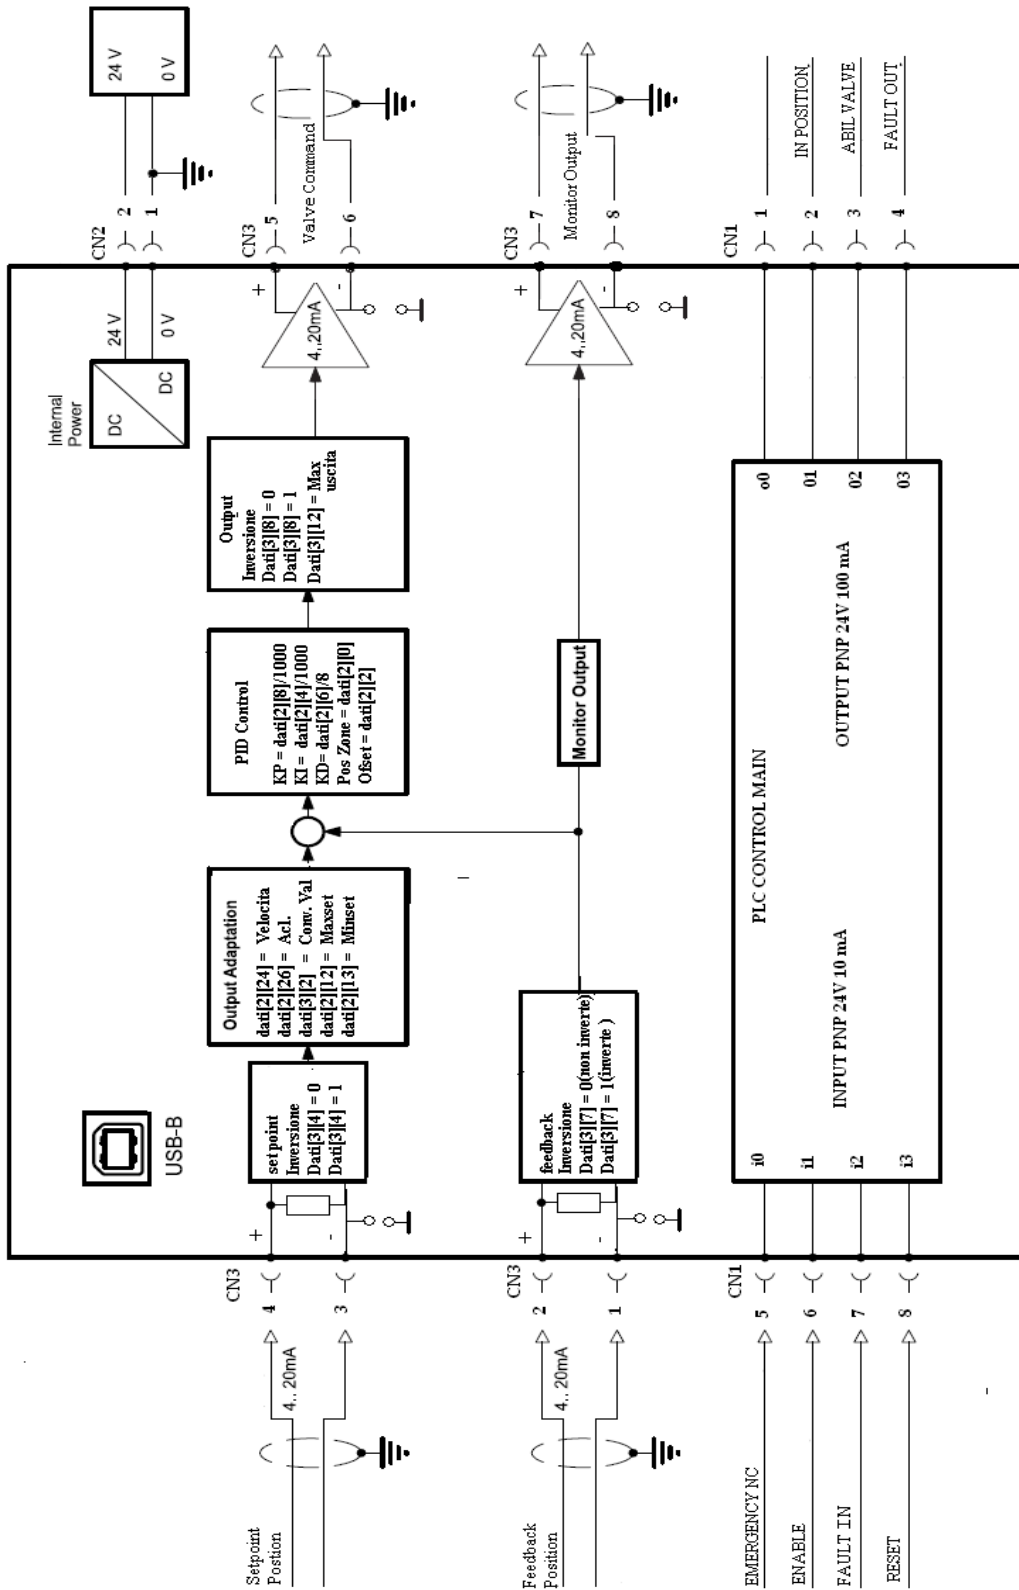 Setpoint
Postion
4.. 20mA
CN3
4
3
+
-
USB-B
setpoint
Inversione
Dati[3][4] = 0
Dati[3][4] = 1
Output Adaptation
dati[2][24] = Velocita
dati[2][26] = Acl.
dati[3][2] = Conv. Val
dati[2][12] = Maxset
dati[2][13] = Minset
PID Control
KP = dati[2][8]/1000
KI = dati[2][4]/1000
KD= dati[2][6]/8
Pos Zone = dati[2][0]
Ofset = dati[2][2]
Output
Inversione
Dati[3][8] = 0
Dati[3][8] = 1
Dati[3][12] = Max
uscita
Internal
Power
DC
DC
24 V
0 V
CN2
2
1
24 V
0 V
4,,20mA
+
-
CN3
5
6
Valve Command
Feedback
Position
4.. 20mA
CN3
2
1
+
-
feedback
Inversione
Dati[3][7] = 0(non inverte)
Dati[3][7] = 1(inverte )
Monitor Output
4,,20mA
+
-
CN3
7
8
Monitor Output
EMERGENCY NC
ENABLE
FAULT IN
RESET
CN1
5
6
7
8
i0
i1
i2
i3
PLC CONTROL MAIN
INPUT PNP 24V 10 mA
OUTPUT PNP 24V 100 mA
o0
01
02
03
CN1
1
2
3
4
IN POSITION
ABIL VALVE
FAULT OUT